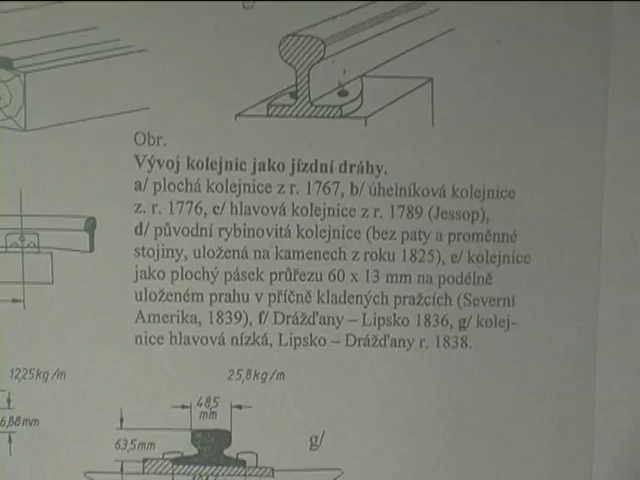 Obr.
Vývoj kolejnic jako jízdní dráhy.
a/ plochá kolejnice z r. 1767, b/ úhelníková kolejnice
z. r. 1776, c/ hlavová kolejnice z r. 1789 (Jessop),
d/ původní rybinovitá kolejnice (bez paty a proměnné
stojiny, uložená na kamenech z roku 1825), e/ kolejnice
jako plochý pásek průřezu 60 x 13 mm na podélně
uloženém prahu v příčně kladených pražcích (Severní
Amerika, 1839), f/ Drážďany – Lipsko 1836, g/ kolej-
nice hlavová nízká, Lipsko – Drážďany r. 1838.
12,25 kg/m
25,8 kg/m
48,5
mm
6,88 mm
63,5 mm
g/